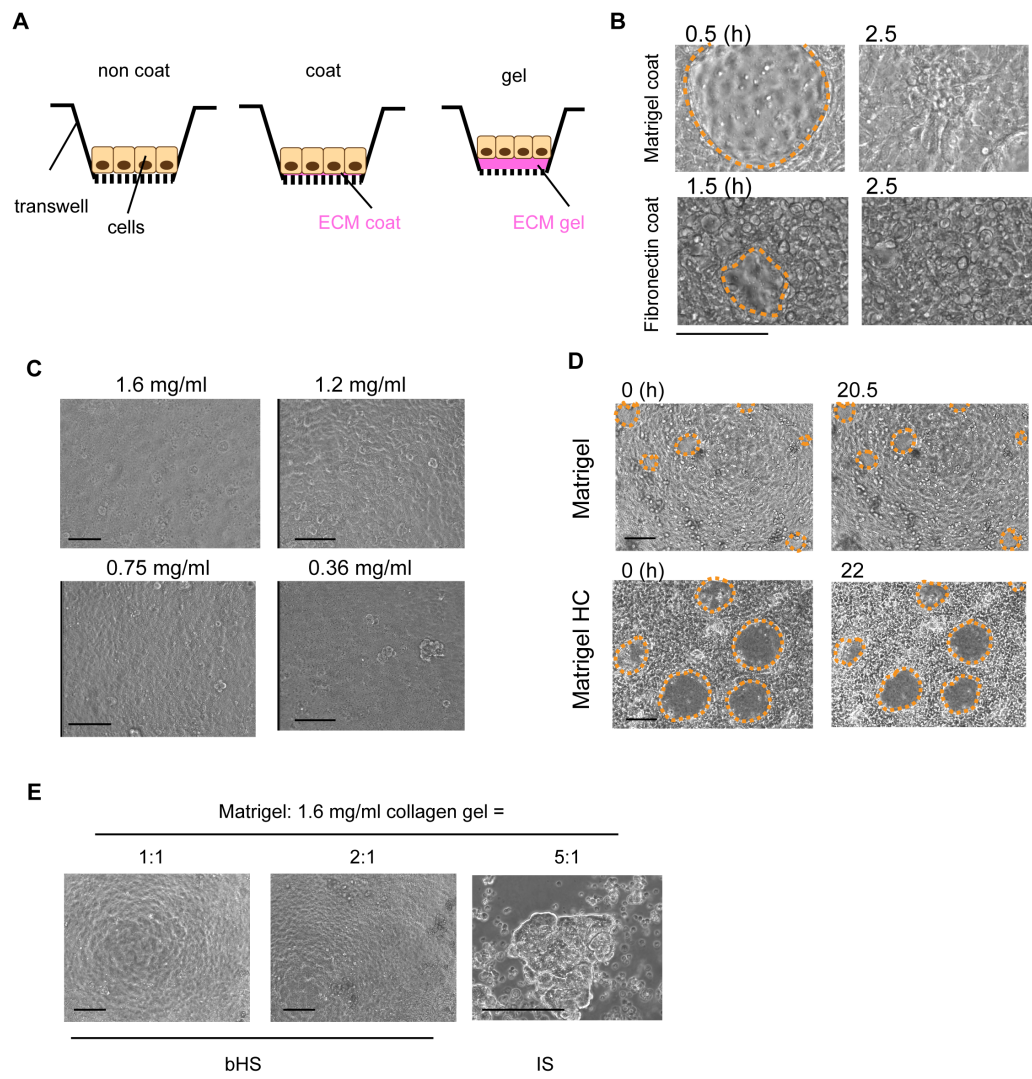 A
non coat
coat
gel
transwell
cells
ECM coat
ECM gel
B
0.5 (h)
2.5
Matrigel coat
1.5 (h)
2.5
Fibronectin coat
C
1.6 mg/ml
1.2 mg/ml
0.75 mg/ml
0.36 mg/ml
D
0 (h)
20.5
Matrigel
0 (h)
22
Matrigel HC
E
Matrigel: 1.6 mg/ml collagen gel =
1:1
2:1
5:1
bHS
IS